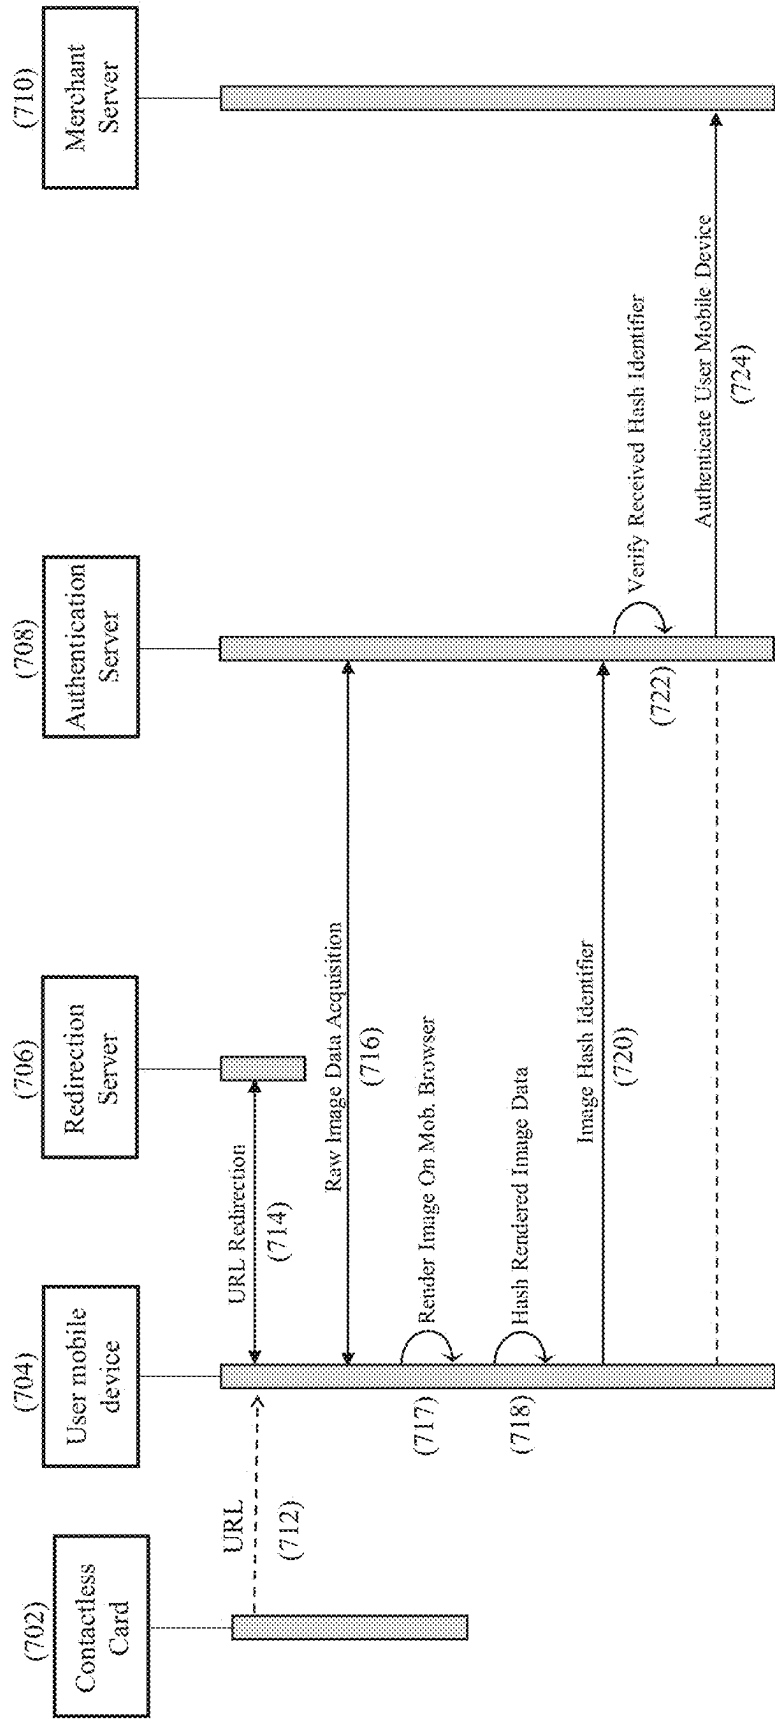 (702)
Contactless
Card
(704)
User mobile
device
(706)
Redirection
Server
(708)
Authentication
Server
(710)
Merchant
Server
URL
(712)
URL Redirection
(714)
Raw Image Data Acquisition
(716)
Render Image On Mob. Browser
(717)
Hash Rendered Image Data
(718)
Image Hash Identifier
(720)
Verify Received Hash Identifier
(722)
Authenticate User Mobile Device
(724)